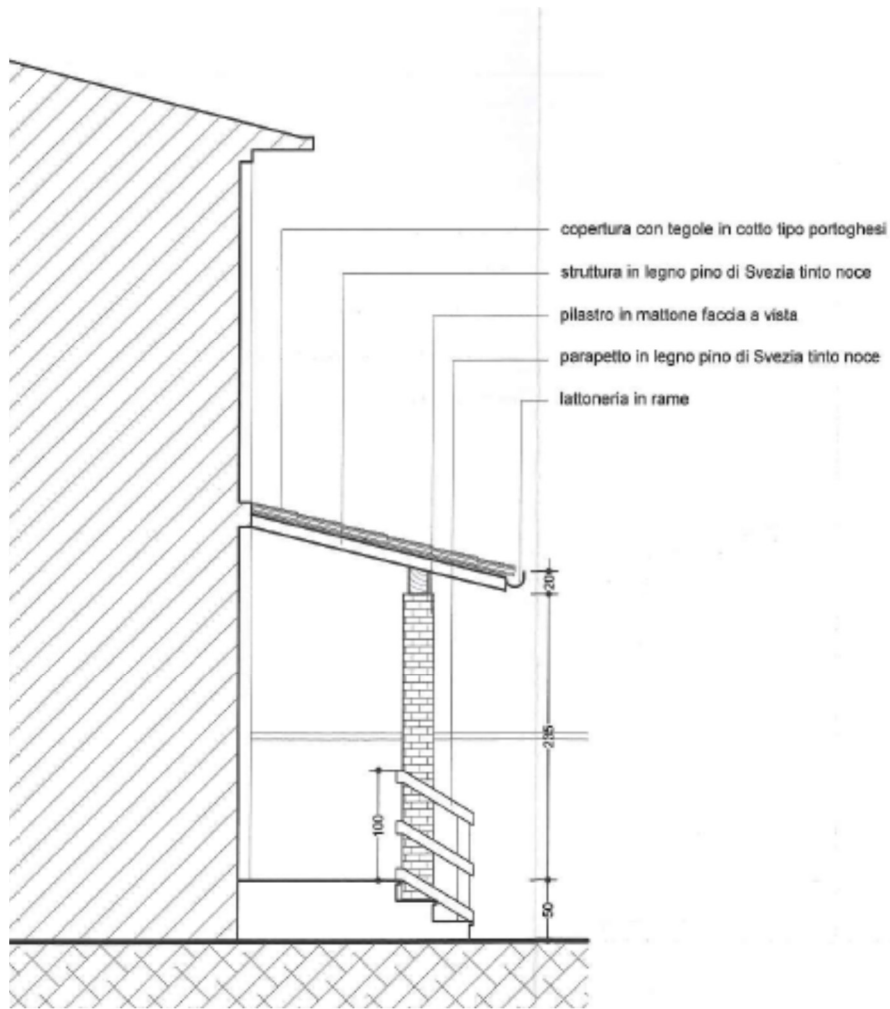 copertura con tegole in cotto tipo portoghesi
struttura in legno pino di Svezia tinto noce
pilastro in mattone faccia a vista
parapetto in legno pino di Svezia tinto noce
lattoneria in rame
20
235
100
50